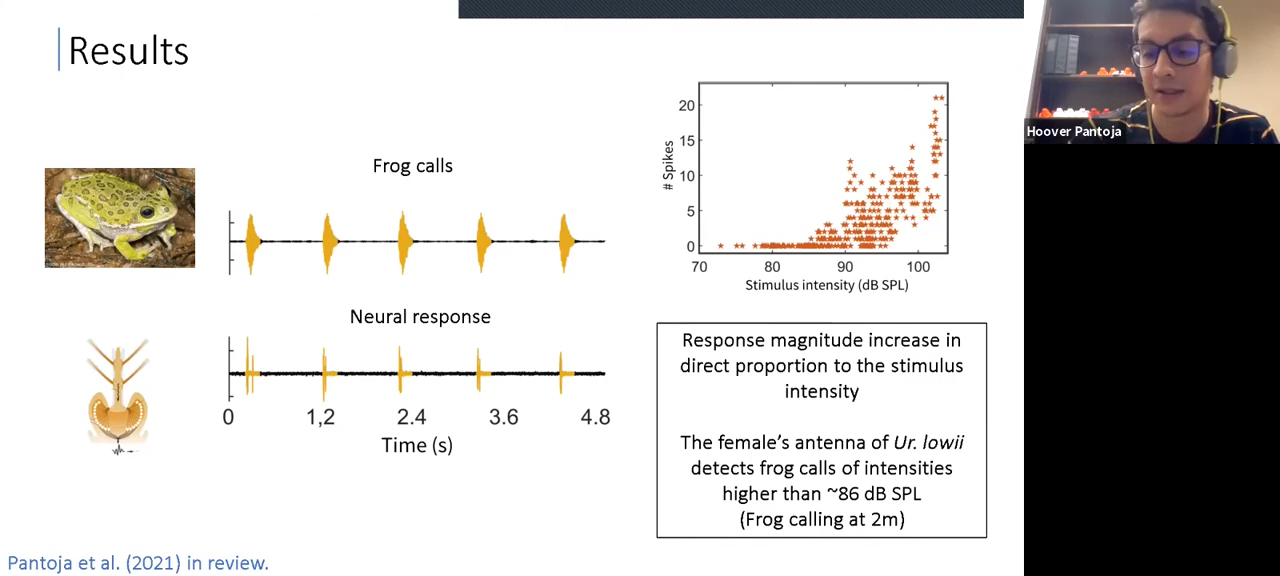 Results
Hoover Pantoja
Frog calls
Neural response
0 1,2 2.4 3.6 4.8
Time (s)
# Spikes
20
15
10
5
0
70 80 90 100
Stimulus intensity (dB SPL)
Response magnitude increase in
direct proportion to the stimulus
intensity
The female's antenna of Ur. lowii
detects frog calls of intensities
higher than ~86 dB SPL
(Frog calling at 2m)
Pantoja et al. (2021) in review.